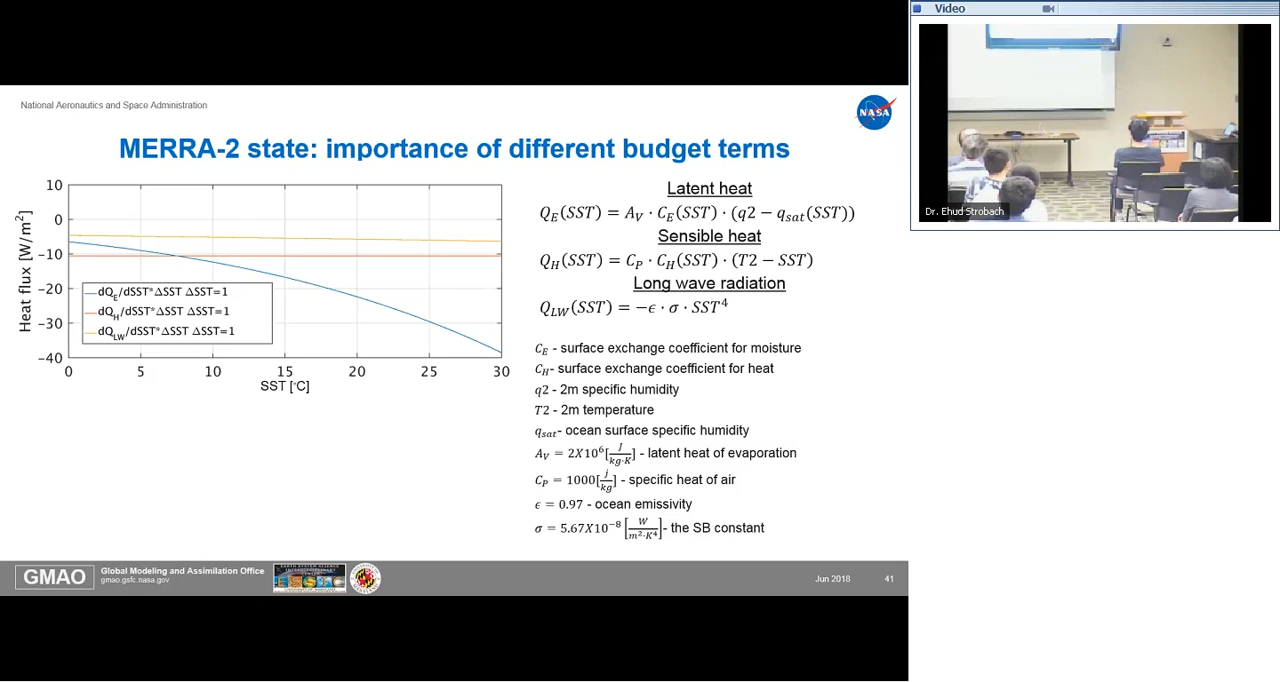 Video
National Aeronautics and Space Administration
NASA
MERRA-2 state: importance of different budget terms
10
0
-10
-20
-30
-40
Heat flux [W/m²]
dQ_E/dSST*ΔSST ΔSST=1
dQ_H/dSST*ΔSST ΔSST=1
dQ_LW/dSST*ΔSST ΔSST=1
0 5 10 15 20 25 30
SST [°C]
Latent heat
Q_E(SST) = A_V · C_E(SST) · (q2 − q_sat(SST))
Sensible heat
Q_H(SST) = C_P · C_H(SST) · (T2 − SST)
Long wave radiation
Q_LW(SST) = −ϵ · σ · SST⁴
C_E - surface exchange coefficient for moisture
C_H- surface exchange coefficient for heat
q2 - 2m specific humidity
T2 - 2m temperature
q_sat- ocean surface specific humidity
A_V = 2X10⁶[J/kg·K] - latent heat of evaporation
C_P = 1000[j/kg] - specific heat of air
ϵ = 0.97 - ocean emissivity
σ = 5.67X10⁻⁸ [W/m²·K⁴]- the SB constant
Dr. Ehud Strobach
GMAO
Global Modeling and Assimilation Office
gmao.gsfc.nasa.gov
Jun 2018
41